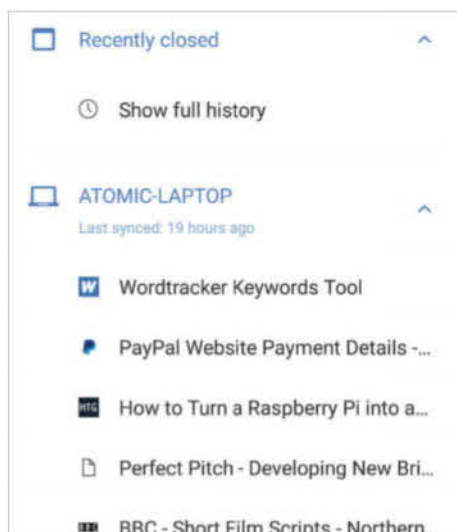 Recently closed
Show full history
ATOMIC-LAPTOP
Last synced: 19 hours ago
W Wordtracker Keywords Tool
PayPal Website Payment Details -...
HTG How to Turn a Raspberry Pi into a...
Perfect Pitch - Developing New Bri...
BBC - Short Film Scripts - Northern...